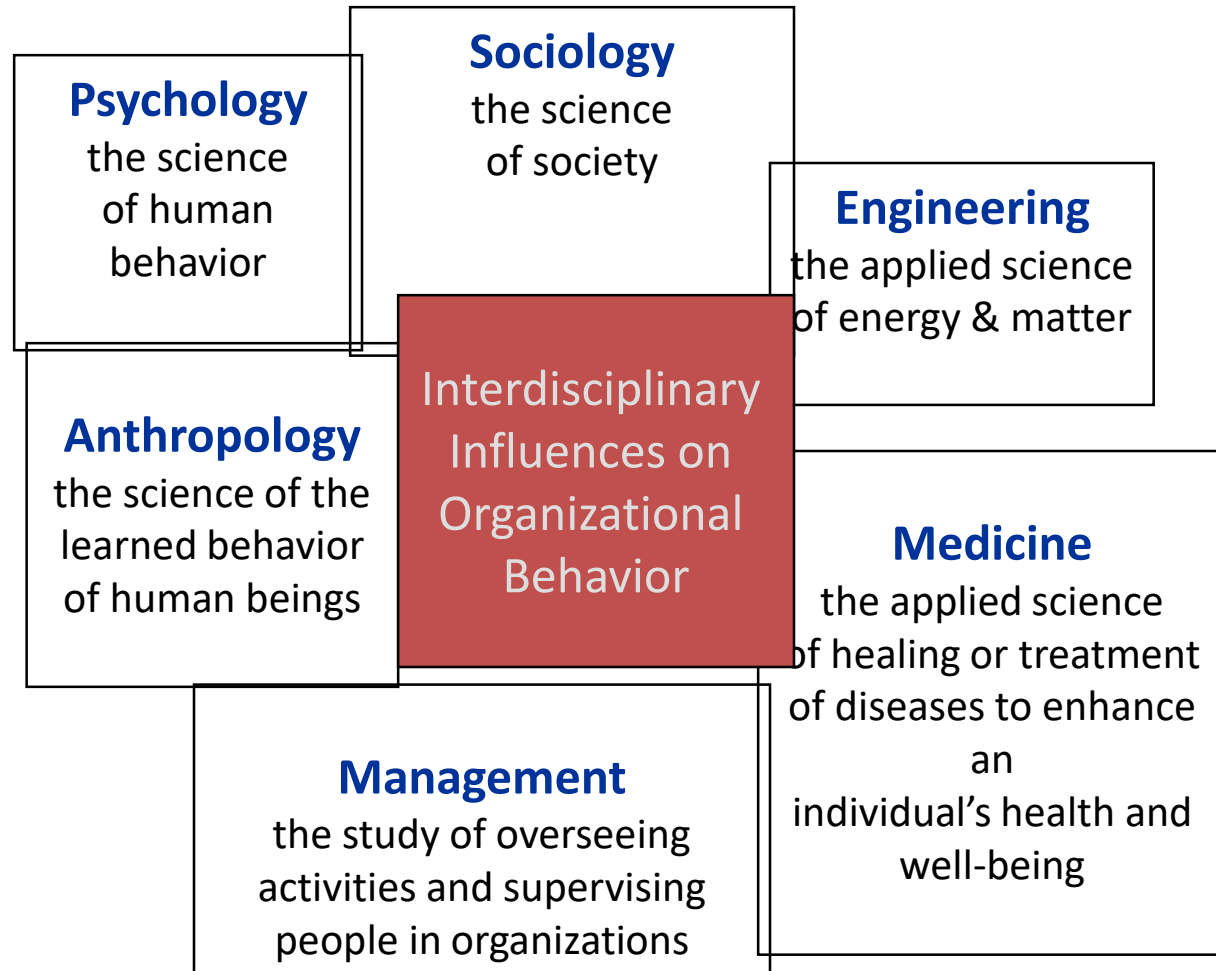 Psychology
the science
of human
behavior
Sociology
the science
of society
Engineering
the applied science
of energy & matter
Interdisciplinary
Influences on
Organizational
Behavior
Anthropology
the science of the
learned behavior
of human beings
Medicine
the applied science
of healing or treatment
of diseases to enhance
an
individual’s health and
well-being
Management
the study of overseeing
activities and supervising
people in organizations